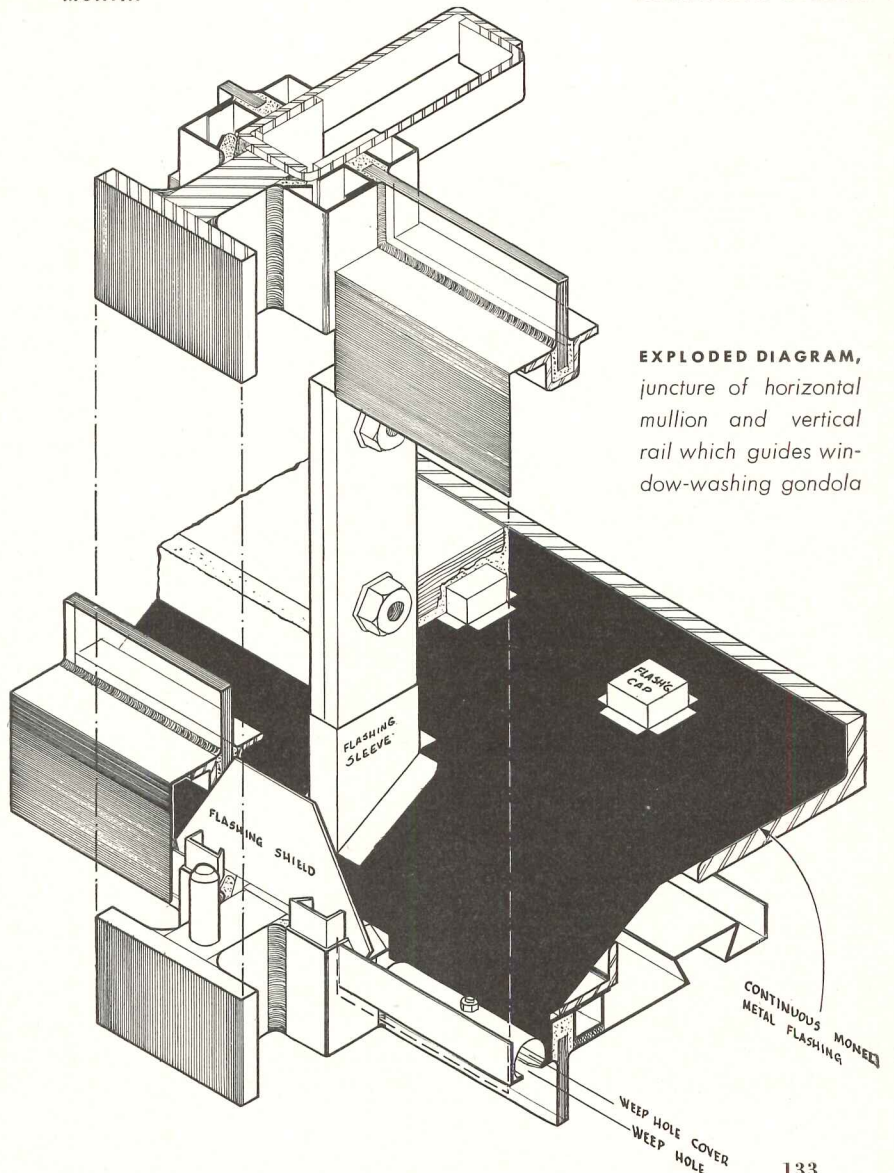 EXPLODED DIAGRAM,
juncture of horizontal
mullion and vertical
rail which guides win-
dow-washing gondola
FLASH'G
CAP
FLASHING
SLEEVE
FLASHING SHIELD
CONTINUOUS MONEL
METAL FLASHING
WEEP HOLE COVER
WEEP HOLE
133